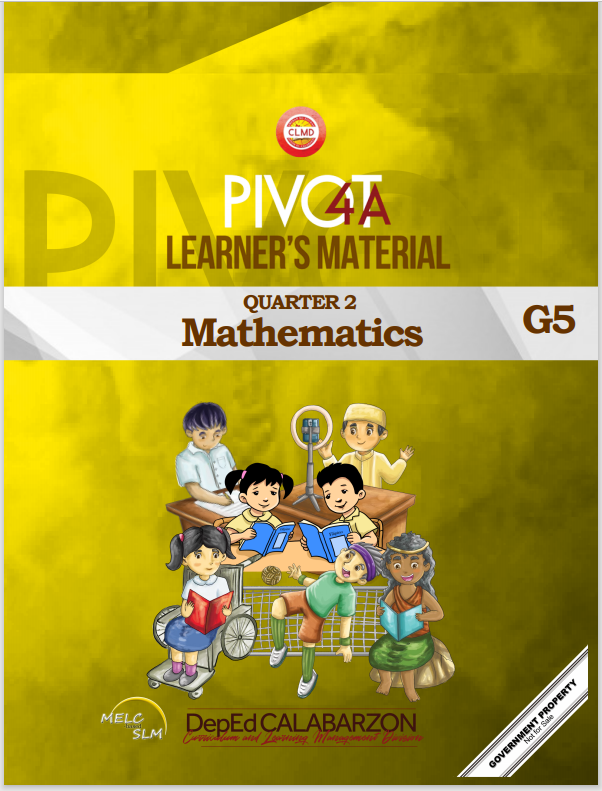 CLMD
PIVOT 4A
LEARNER'S MATERIAL
QUARTER 2
Mathematics
G5
MELC
SLM
DepEd CALABARZON
Curriculum and Learning Management Division
GOVERNMENT PROPERTY
Not for Sale